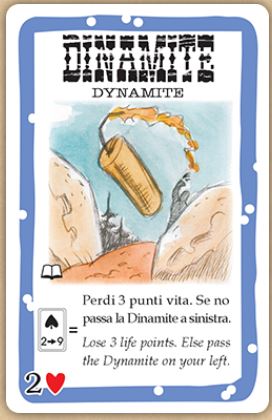 DINAMITE
DYNAMITE
Perdi 3 punti vita. Se no
passa la Dinamite a sinistra.
♠
2→9
=
Lose 3 life points. Else pass
the Dynamite on your left.
2♥